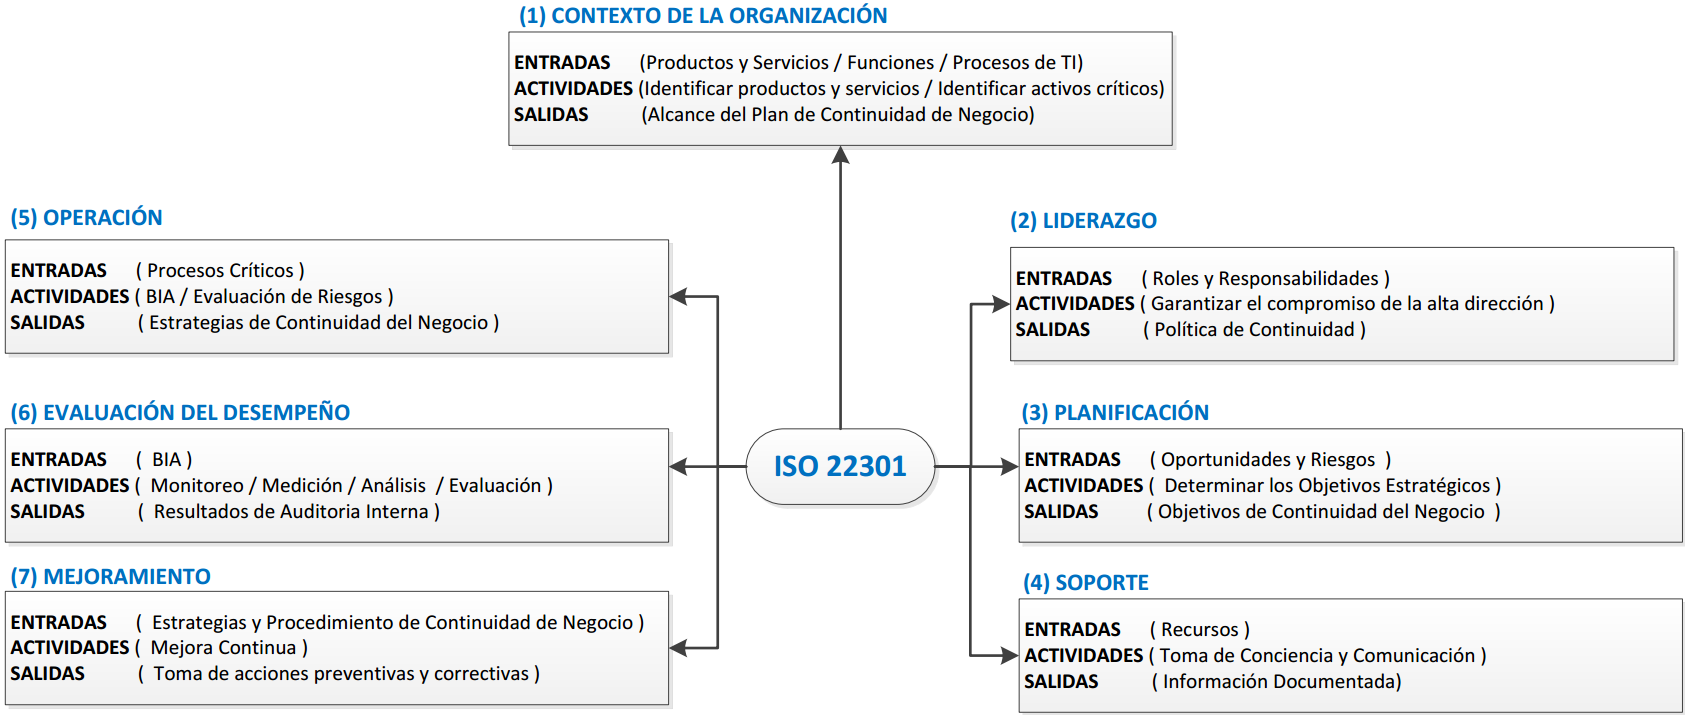 (1) CONTEXTO DE LA ORGANIZACIÓN
ENTRADAS (Productos y Servicios / Funciones / Procesos de TI)
ACTIVIDADES (Identificar productos y servicios / Identificar activos críticos)
SALIDAS (Alcance del Plan de Continuidad de Negocio)
(5) OPERACIÓN
ENTRADAS ( Procesos Críticos )
ACTIVIDADES ( BIA / Evaluación de Riesgos )
SALIDAS ( Estrategias de Continuidad del Negocio )
(2) LIDERAZGO
ENTRADAS ( Roles y Responsabilidades )
ACTIVIDADES ( Garantizar el compromiso de la alta dirección )
SALIDAS ( Política de Continuidad )
(6) EVALUACIÓN DEL DESEMPEÑO
ENTRADAS ( BIA )
ACTIVIDADES ( Monitoreo / Medición / Análisis / Evaluación )
SALIDAS ( Resultados de Auditoria Interna )
ISO 22301
(3) PLANIFICACIÓN
ENTRADAS ( Oportunidades y Riesgos )
ACTIVIDADES ( Determinar los Objetivos Estratégicos )
SALIDAS ( Objetivos de Continuidad del Negocio )
(7) MEJORAMIENTO
ENTRADAS ( Estrategias y Procedimiento de Continuidad de Negocio )
ACTIVIDADES ( Mejora Continua )
SALIDAS ( Toma de acciones preventivas y correctivas )
(4) SOPORTE
ENTRADAS ( Recursos )
ACTIVIDADES ( Toma de Conciencia y Comunicación )
SALIDAS ( Información Documentada)